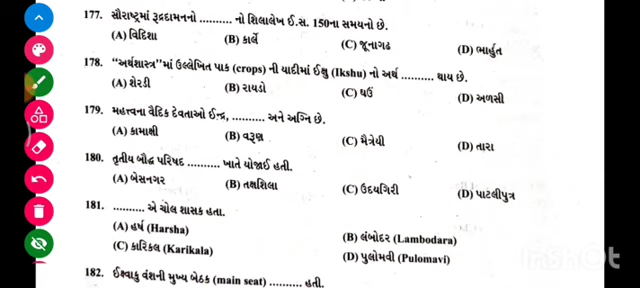 177. સૌરાષ્ટ્રમાં રૂદ્રદામનનો .......... નો શિલાલેખ ઈ.સ. 150ના સમયનો છે.
(A) વિદિશા (B) કાર્લે (C) જૂનાગઢ (D) ભાર્હુત
178. “અર્થશાસ્ત્ર”માં ઉલ્લેખિત પાક (crops) ની યાદીમાં ઈક્ષુ (Ikshu) નો અર્થ .......... થાય છે.
(A) શેરડી (B) રાયડો (C) ઘઉં (D) અળસી
179. મહત્ત્વના વૈદિક દેવતાઓ ઈન્દ્ર, .......... અને અગ્નિ છે.
(A) કામાક્ષી (B) વરૂણ (C) મૈત્રેયી (D) તારા
180. તૃતીય બૌદ્ધ પરિષદ .......... ખાતે યોજાઈ હતી.
(A) બેસનગર (B) તક્ષશિલા (C) ઉદયગિરી (D) પાટલીપુત્ર
181. .......... એ ચોલ શાસક હતા.
(A) હર્ષ (Harsha) (B) લંબોદર (Lambodara)
(C) કારિકલ (Karikala) (D) પુલોમવી (Pulomavi)
182. ઈક્ષ્વાકુ વંશની મુખ્ય બેઠક (main seat) .......... હતી.
InShOt